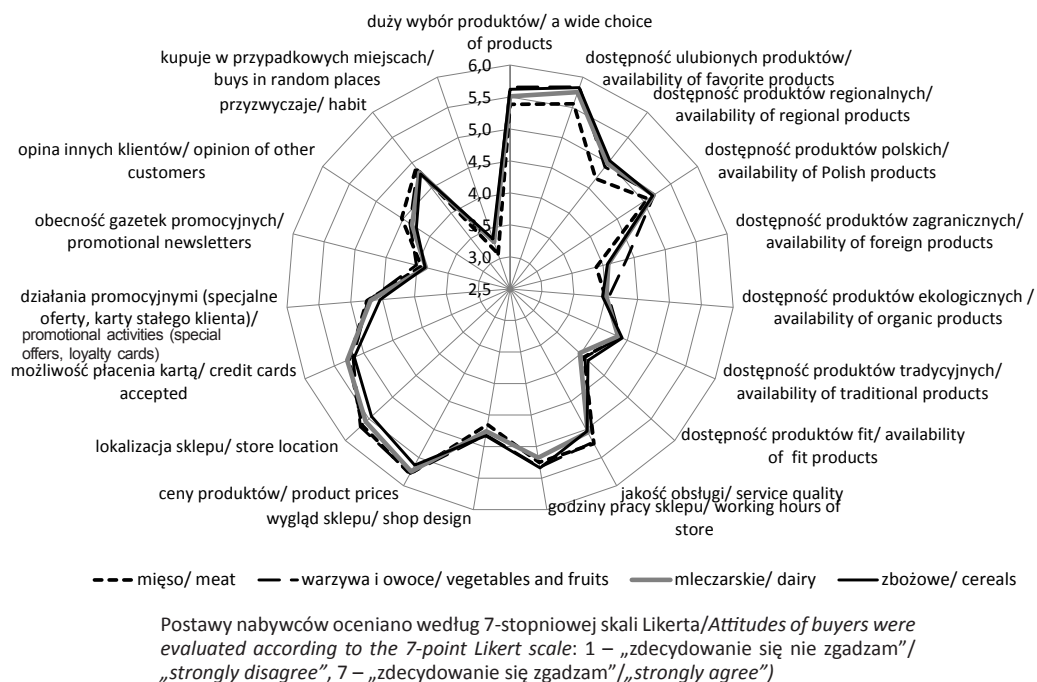 duży wybór produktów/ a wide choice
of products
kupuje w przypadkowych miejscach/
buys in random places
dostępność ulubionych produktów/
availability of favorite products
przyzwyczaje/ habit
dostępność produktów regionalnych/
availability of regional products
opina innych klientów/ opinion of other
customers
dostępność produktów polskich/
availability of Polish products
obecność gazetek promocyjnych/
promotional newsletters
dostępność produktów zagranicznych/
availability of foreign products
działania promocyjnymi (specjalne
oferty, karty stałego klienta)/
promotional activities (special
offers, loyalty cards)
dostępność produktów ekologicznych /
availability of organic products
możliwość płacenia kartą/ credit cards
accepted
dostępność produktów tradycyjnych/
availability of traditional products
lokalizacja sklepu/ store location
dostępność produktów fit/ availability
of fit products
ceny produktów/ product prices
jakość obsługi/ service quality
wygląd sklepu/ shop design
godziny pracy sklepu/ working hours of
store
6,0
5,5
5,0
4,5
4,0
3,5
3,0
2,5
mięso/ meat
warzywa i owoce/ vegetables and fruits
mleczarskie/ dairy
zbożowe/ cereals
Postawy nabywców oceniano według 7-stopniowej skali Likerta/Attitudes of buyers were
evaluated according to the 7-point Likert scale: 1 – „zdecydowanie się nie zgadzam”/
„strongly disagree”, 7 – „zdecydowanie się zgadzam”/„strongly agree”)